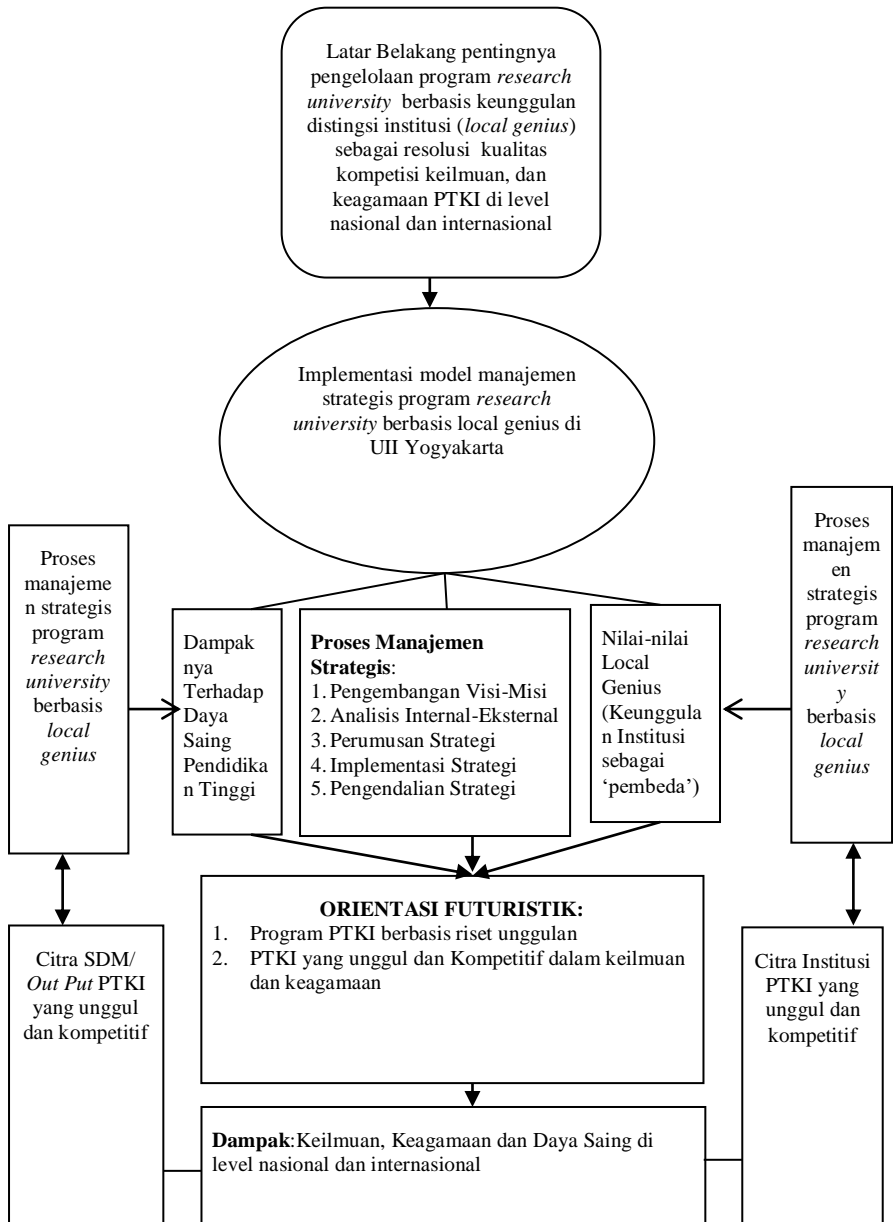 Latar Belakang pentingnya
pengelolaan program research
university berbasis keunggulan
distingsi institusi (local genius)
sebagai resolusi kualitas
kompetisi keilmuan, dan
keagamaan PTKI di level
nasional dan internasional
Implementasi model manajemen
strategis program research
university berbasis local genius di
UII Yogyakarta
Proses
manajeme
n strategis
program
research
university
berbasis
local
genius
Dampak
nya
Terhadap
Daya
Saing
Pendidika
n Tinggi
Proses Manajemen
Strategis:
1. Pengembangan Visi-Misi
2. Analisis Internal-Eksternal
3. Perumusan Strategi
4. Implementasi Strategi
5. Pengendalian Strategi
Nilai-nilai
Local
Genius
(Keunggula
n Institusi
sebagai
‘pembeda’)
Proses
manajem
en
strategis
program
research
universit
y
berbasis
local
genius
Citra SDM/
Out Put PTKI
yang unggul
dan kompetitif
ORIENTASI FUTURISTIK:
1. Program PTKI berbasis riset unggulan
2. PTKI yang unggul dan Kompetitif dalam keilmuan
dan keagamaan
Citra Institusi
PTKI yang
unggul dan
kompetitif
Dampak:Keilmuan, Keagamaan dan Daya Saing di
level nasional dan internasional